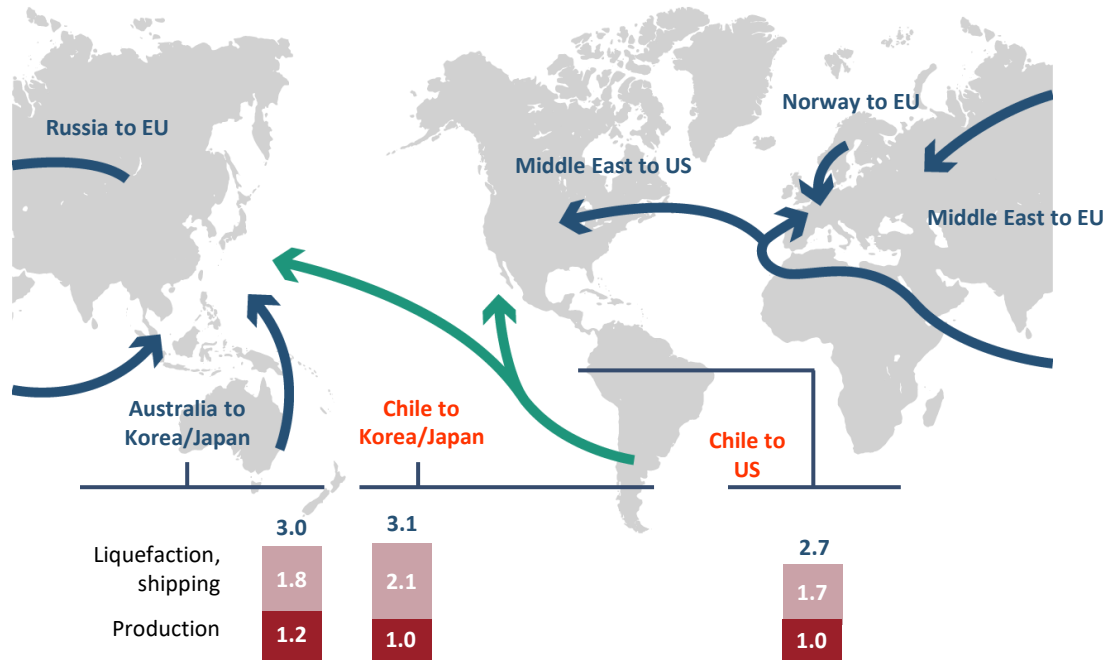 Norway to EU
Russia to EU
Middle East to US
Middle East to EU
Australia to
Korea/Japan
Chile to
Korea/Japan
Chile to
US
3.0
3.1
2.7
Liquefaction,
shipping
1.8
2.1
1.7
Production
1.2
1.0
1.0